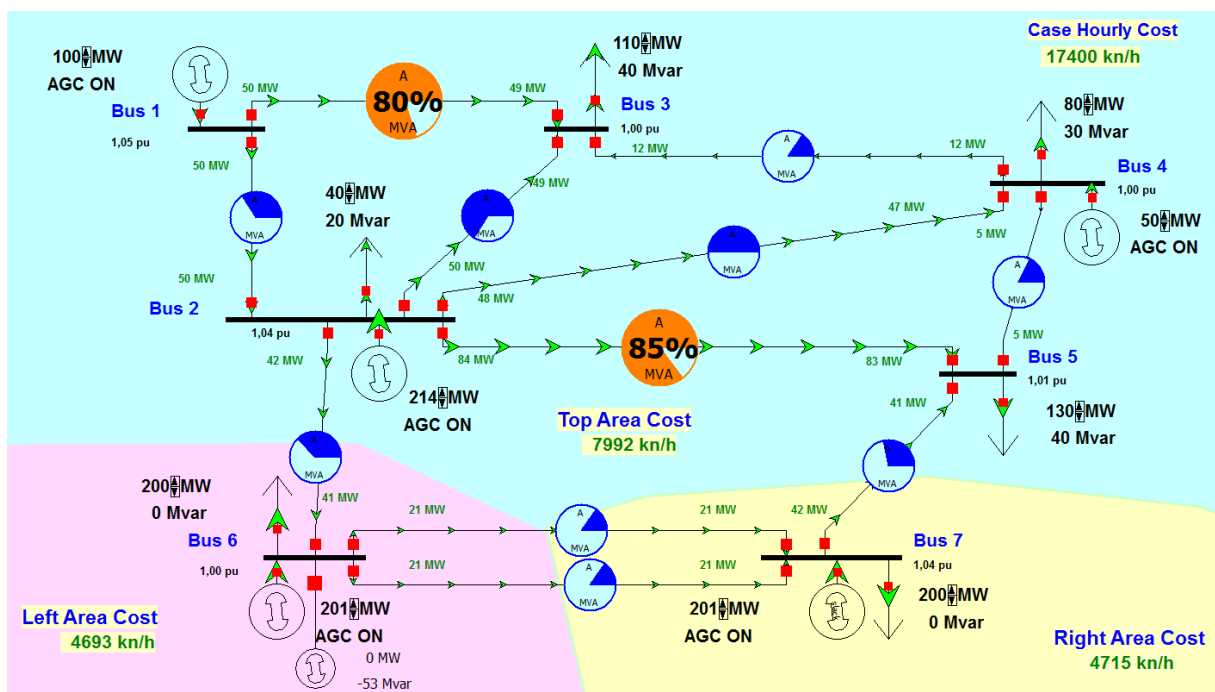 Case Hourly Cost
17400 kn/h
100 MW
AGC ON
110 MW
40 Mvar
50 MW
A
80%
MVA
49 MW
Bus 3
1,00 pu
Bus 1
1,05 pu
80 MW
30 Mvar
12 MW
A
MVA
12 MW
Bus 4
1,00 pu
50 MW
A
MVA
40 MW
20 Mvar
49 MW
A
MVA
47 MW
5 MW
50 MW
AGC ON
A
MVA
A
MVA
50 MW
50 MW
48 MW
Bus 2
1,04 pu
42 MW
84 MW
A
85%
MVA
83 MW
5 MW
Bus 5
1,01 pu
214 MW
AGC ON
41 MW
130 MW
40 Mvar
Top Area Cost
7992 kn/h
A
MVA
A
MVA
200 MW
0 Mvar
41 MW
21 MW
A
MVA
21 MW
42 MW
Bus 6
1,00 pu
Bus 7
1,04 pu
21 MW
A
MVA
21 MW
201 MW
AGC ON
201 MW
AGC ON
slack
200 MW
0 Mvar
Left Area Cost
4693 kn/h
0 MW
-53 Mvar
Right Area Cost
4715 kn/h